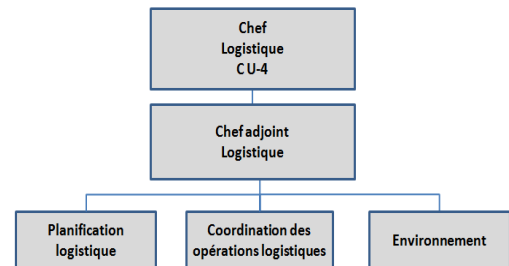 Chef
Logistique
C U-4
Chef adjoint
Logistique
Planification
logistique
Coordination des
opérations logistiques
Environnement